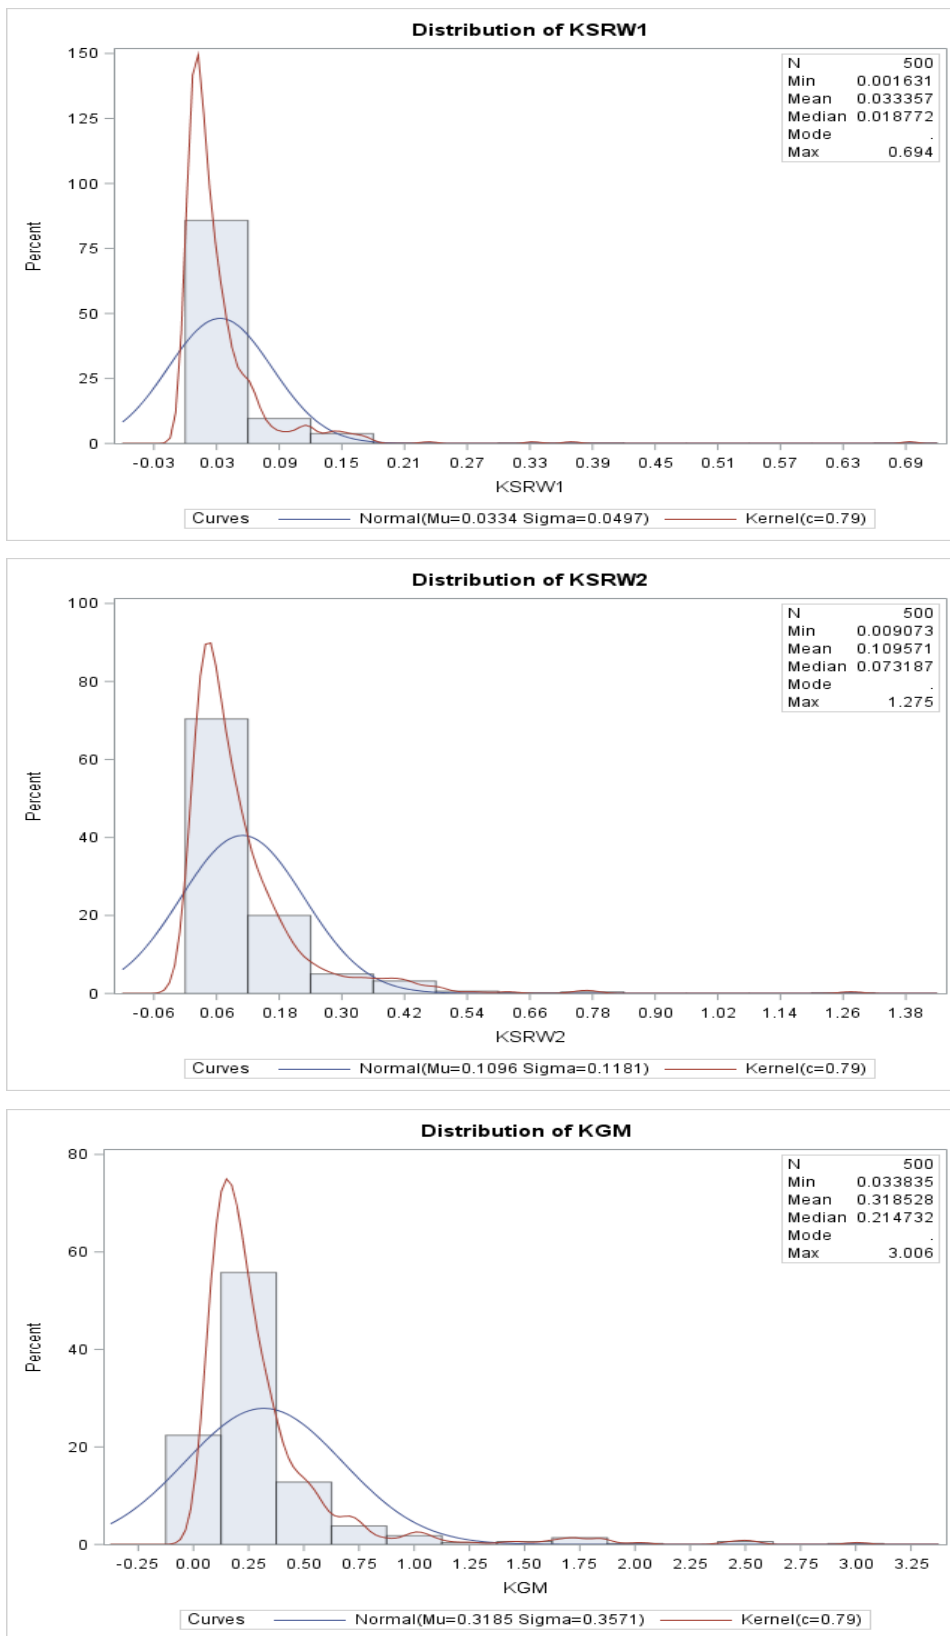 Distribution of KSRW1
150
125
100
75
50
25
0
Percent
N 500
Min 0.001631
Mean 0.033357
Median 0.018772
Mode .
Max 0.694
-0.03 0.03 0.09 0.15 0.21 0.27 0.33 0.39 0.45 0.51 0.57 0.63 0.69
KSRW1
Curves Normal(Mu=0.0334 Sigma=0.0497) Kernel(c=0.79)
Distribution of KSRW2
100
80
60
40
20
0
Percent
N 500
Min 0.009073
Mean 0.109571
Median 0.073187
Mode .
Max 1.275
-0.06 0.06 0.18 0.30 0.42 0.54 0.66 0.78 0.90 1.02 1.14 1.26 1.38
KSRW2
Curves Normal(Mu=0.1096 Sigma=0.1181) Kernel(c=0.79)
Distribution of KGM
80
60
40
20
0
Percent
N 500
Min 0.033835
Mean 0.318528
Median 0.214732
Mode .
Max 3.006
-0.25 0.00 0.25 0.50 0.75 1.00 1.25 1.50 1.75 2.00 2.25 2.50 2.75 3.00 3.25
KGM
Curves Normal(Mu=0.3185 Sigma=0.3571) Kernel(c=0.79)